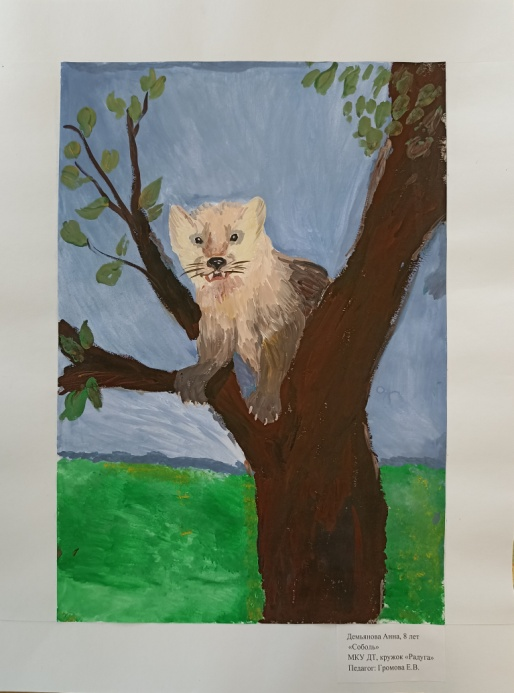 Демьянова Анна, 8 лет
«Соболь»
МКУ ДТ, кружок «Радуга»
Педагог: Громова Е.В.